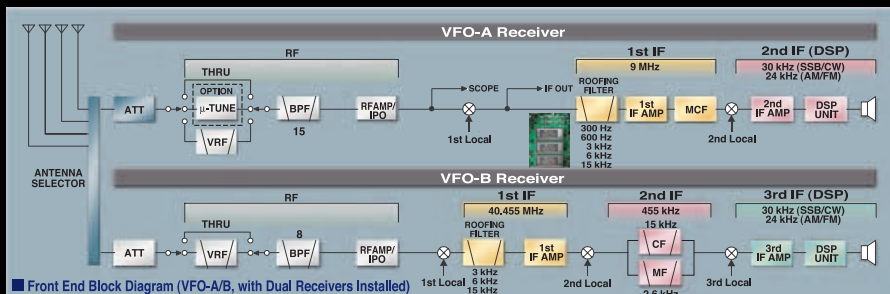 VFO-A Receiver
RF
1st IF
2nd IF (DSP)
9 MHz
30 kHz (SSB/CW)
24 kHz (AM/FM)
THRU
OPTION
μ-TUNE
SCOPE
IF OUT
ROOFING
FILTER
ATT
BPF
RFAMP/
IPO
1st
IF AMP
MCF
2nd
IF AMP
DSP
UNIT
15
VRF
1st Local
2nd Local
300 Hz
600 Hz
3 kHz
6 kHz
15 kHz
ANTENNA
SELECTOR
VFO-B Receiver
RF
1st IF
2nd IF
3rd IF (DSP)
40.455 MHz
455 kHz
30 kHz (SSB/CW)
24 kHz (AM/FM)
THRU
8
ROOFING
FILTER
15 kHz
CF
ATT
VRF
BPF
RFAMP/
IPO
1st
IF AMP
3rd
IF AMP
DSP
UNIT
MF
1st Local
3 kHz
6 kHz
15 kHz
2nd Local
2.6 kHz
3rd Local
Front End Block Diagram (VFO-A/B, with Dual Receivers Installed)